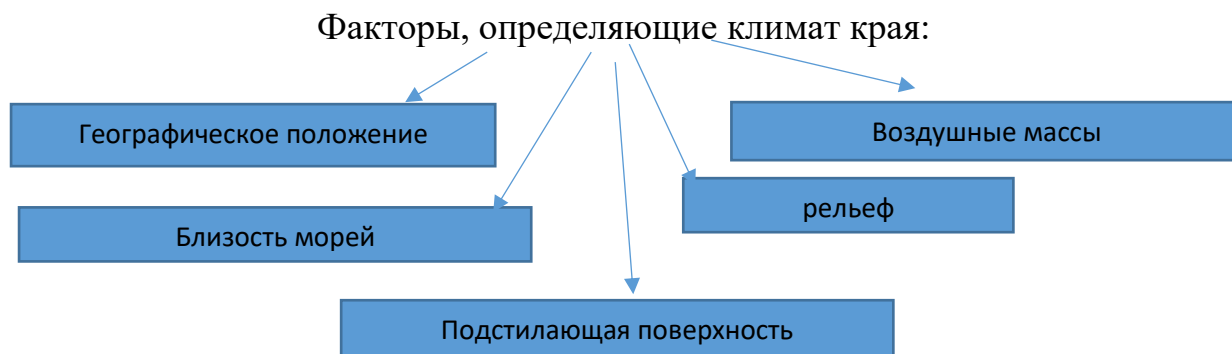 Факторы, определяющие климат края:
Географическое положение
Воздушные массы
Близость морей
рельеф
Подстилающая поверхность